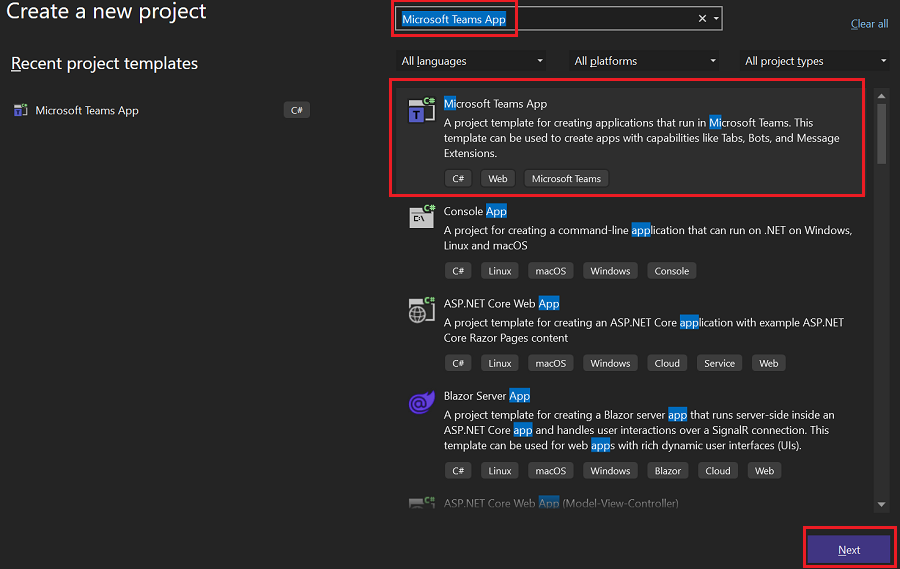 Create a new project
Microsoft Teams App
Clear all
Recent project templates
All languages
All platforms
All project types
Microsoft Teams App
C#
Microsoft Teams App
A project template for creating applications that run in Microsoft Teams. This
template can be used to create apps with capabilities like Tabs, Bots, and Message
Extensions.
C# Web Microsoft Teams
Console App
A project for creating a command-line application that can run on .NET on Windows,
Linux and macOS
C# Linux macOS Windows Console
ASP.NET Core Web App
A project template for creating an ASP.NET Core application with example ASP.NET
Core Razor Pages content
C# Linux macOS Windows Cloud Service Web
Blazor Server App
A project template for creating a Blazor server app that runs server-side inside an
ASP.NET Core app and handles user interactions over a SignalR connection. This
template can be used for web apps with rich dynamic user interfaces (UIs).
C# Linux macOS Windows Blazor Cloud Web
ASP.NET Core Web App (Model-View-Controller)
Next